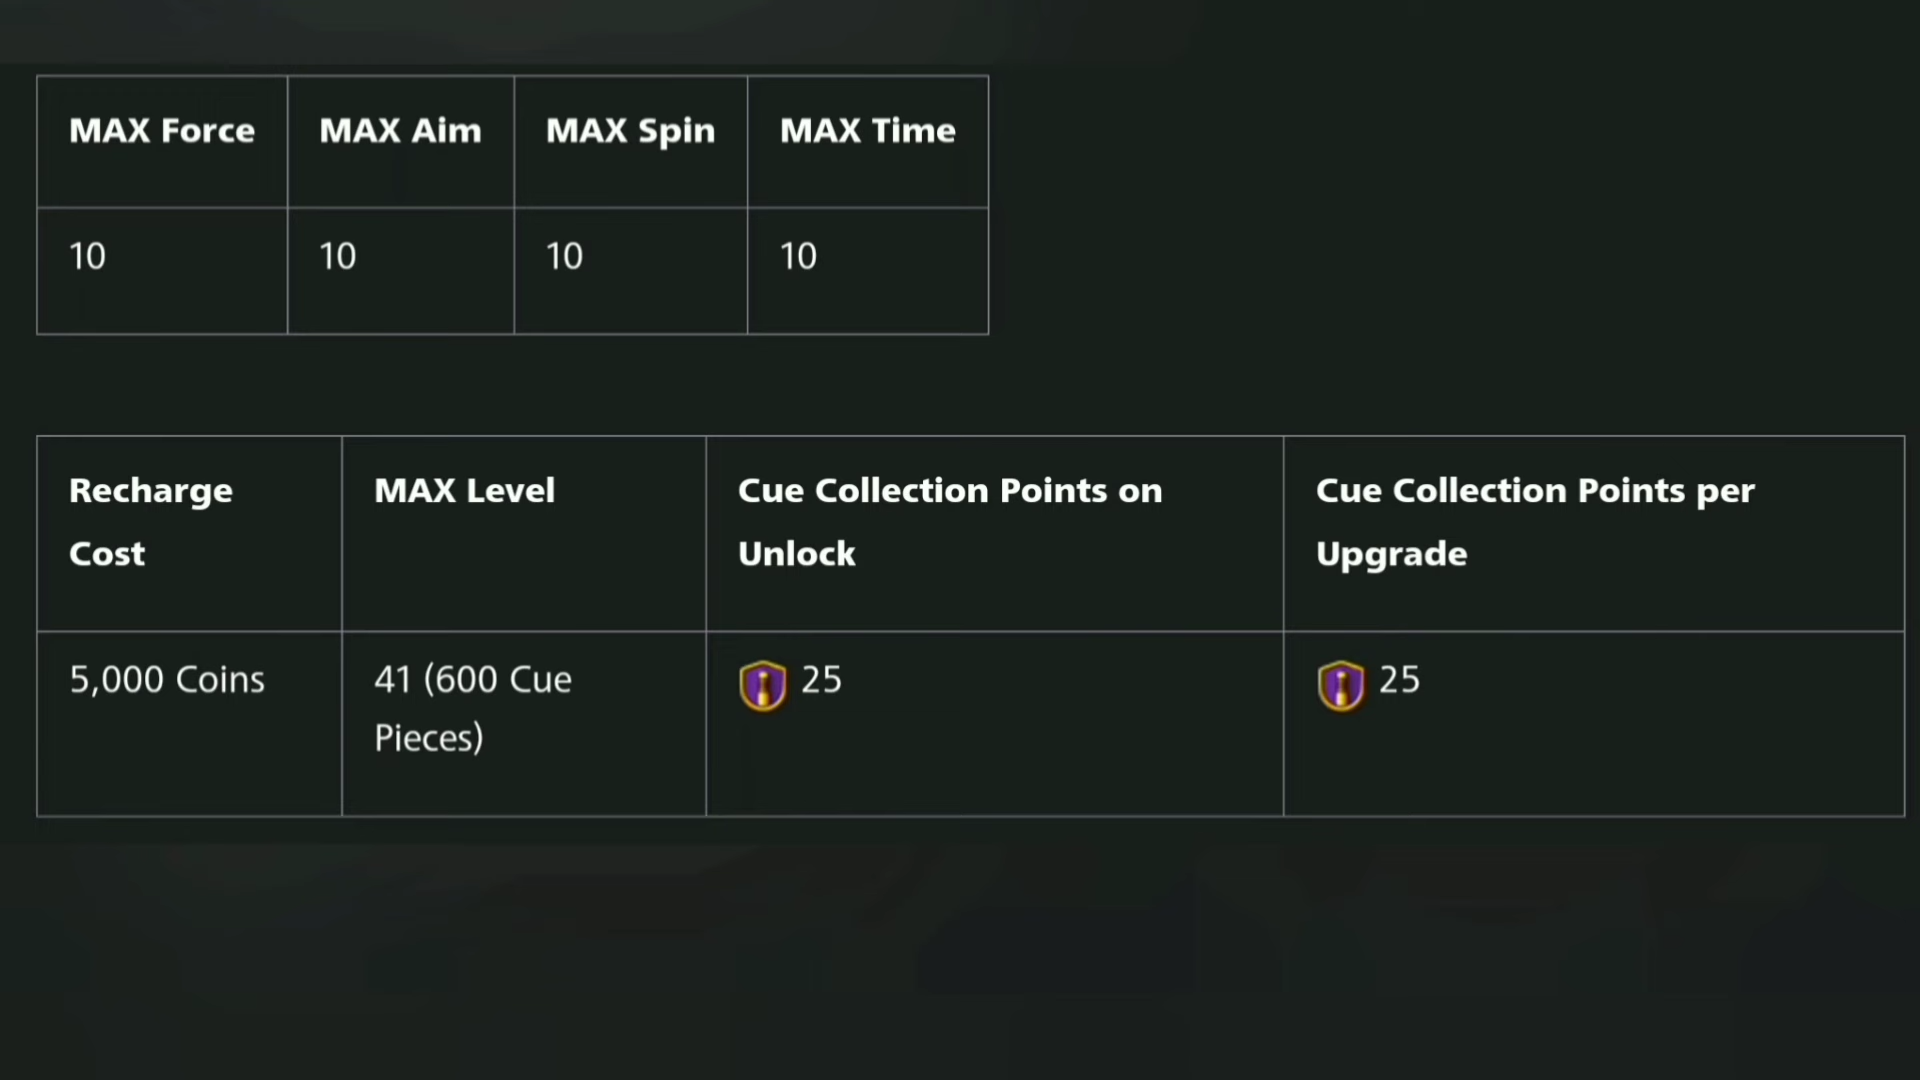 MAX Force MAX Aim MAX Spin MAX Time
10 10 10 10
Recharge Cost MAX Level Cue Collection Points on Unlock Cue Collection Points per Upgrade
5,000 Coins 41 (600 Cue Pieces) 25 25